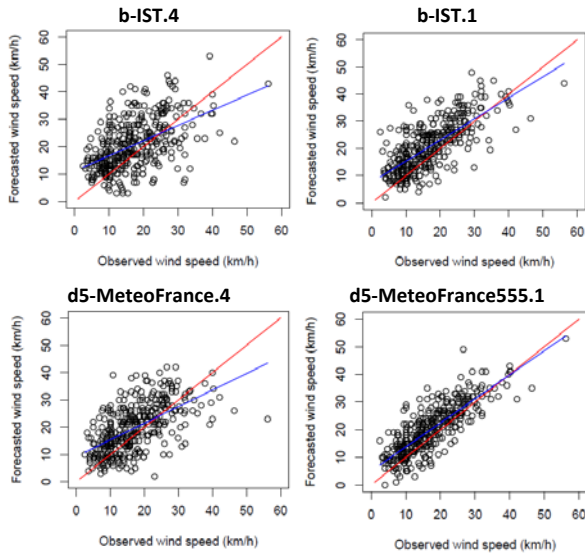 b-IST.4
b-IST.1
Forecasted wind speed (km/h)
60
50
40
30
20
10
0
0 10 20 30 40 50 60
Observed wind speed (km/h)
Forecasted wind speed (km/h)
60
50
40
30
20
10
0
0 10 20 30 40 50 60
Observed wind speed (km/h)
d5-MeteoFrance.4
d5-MeteoFrance555.1
Forecasted wind speed (km/h)
60
50
40
30
20
10
0
0 10 20 30 40 50 60
Observed wind speed (km/h)
Forecasted wind speed (km/h)
60
50
40
30
20
10
0
0 10 20 30 40 50 60
Observed wind speed (km/h)